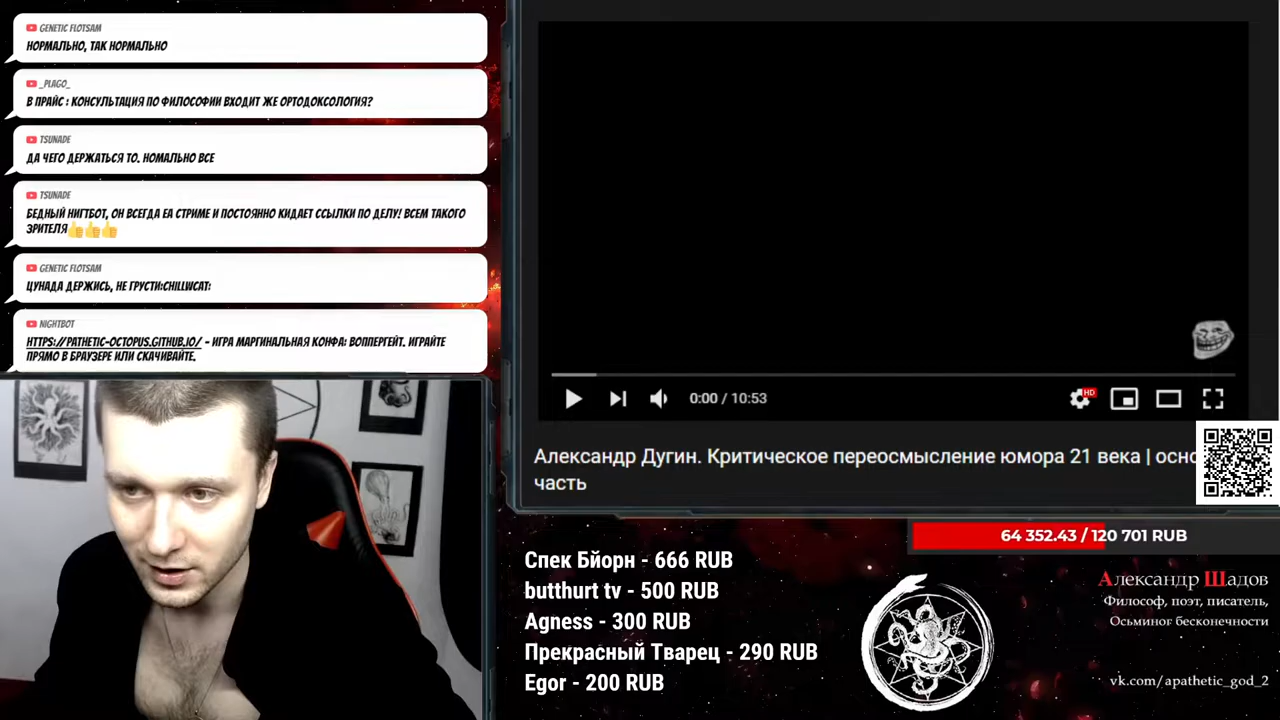 GENETIC FLOTSAM
НОРМАЛЬНО, ТАК НОРМАЛЬНО
_PLAGO_
В ПРАЙС : КОНСУЛЬТАЦИЯ ПО ФИЛОСОФИИ ВХОДИТ ЖЕ ОРТОДОКСОЛОГИЯ?
TSUNADE
ДА ЧЕГО ДЕРЖАТЬСЯ ТО. НОМАЛЬНО ВСЕ
TSUNADE
БЕДНЫЙ НИГТБОТ, ОН ВСЕГДА ЕА СТРИМЕ И ПОСТОЯННО КИДАЕТ ССЫЛКИ ПО ДЕЛУ! ВСЕМ ТАКОГО
ЗРИТЕЛЯ👍👍👍
GENETIC FLOTSAM
ЦУНАДА ДЕРЖИСЬ, НЕ ГРУСТИ:CHILLWCAT:
NIGHTBOT
HTTPS://PATHETIC-OCTOPUS.GITHUB.IO/ - ИГРА МАРГИНАЛЬНАЯ КОНФА: ВОППЕРГЕЙТ. ИГРАЙТЕ
ПРЯМО В БРАУЗЕРЕ ИЛИ СКАЧИВАЙТЕ.
0:00 / 10:53
HD
Александр Дугин. Критическое переосмысление юмора 21 века | осно
часть
64 352.43 / 120 701 RUB
Спек Бйорн - 666 RUB
butthurt tv - 500 RUB
Agness - 300 RUB
Прекрасный Тварец - 290 RUB
Egor - 200 RUB
Александр Шадов
Философ, поэт, писатель,
Осьминог бесконечности
vk.com/apathetic_god_2